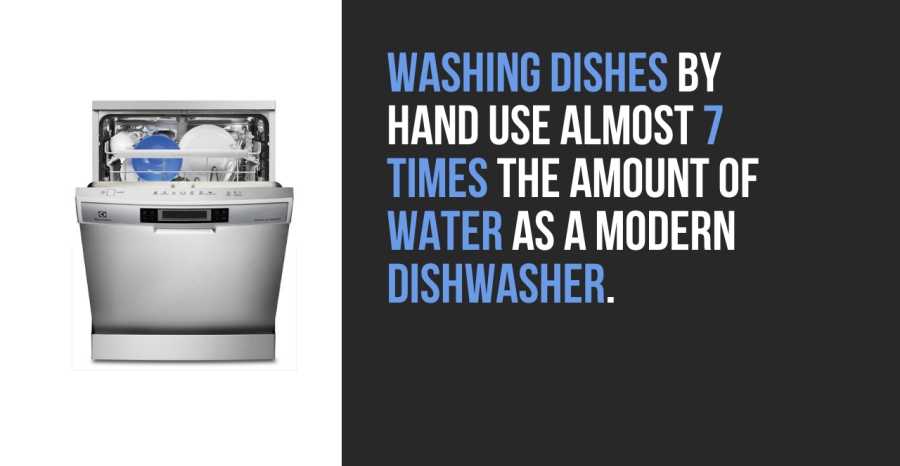 WASHING DISHES BY
HAND USE ALMOST 7
TIMES THE AMOUNT OF
WATER AS A MODERN
DISHWASHER.